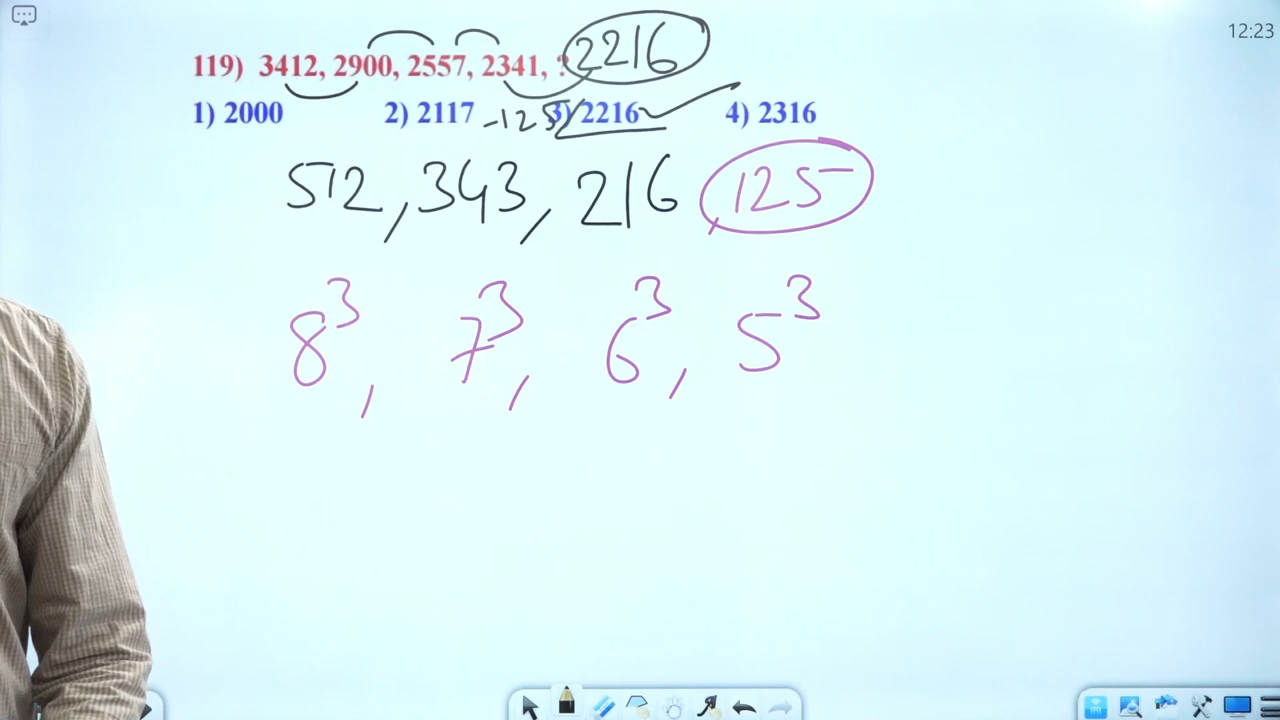 12:23
119) 3412, 2900, 2557, 2341, ? 2216
1) 2000 2) 2117 -125 3) 2216 4) 2316
512, 343, 216, 125
8³, 7³, 6³, 5³